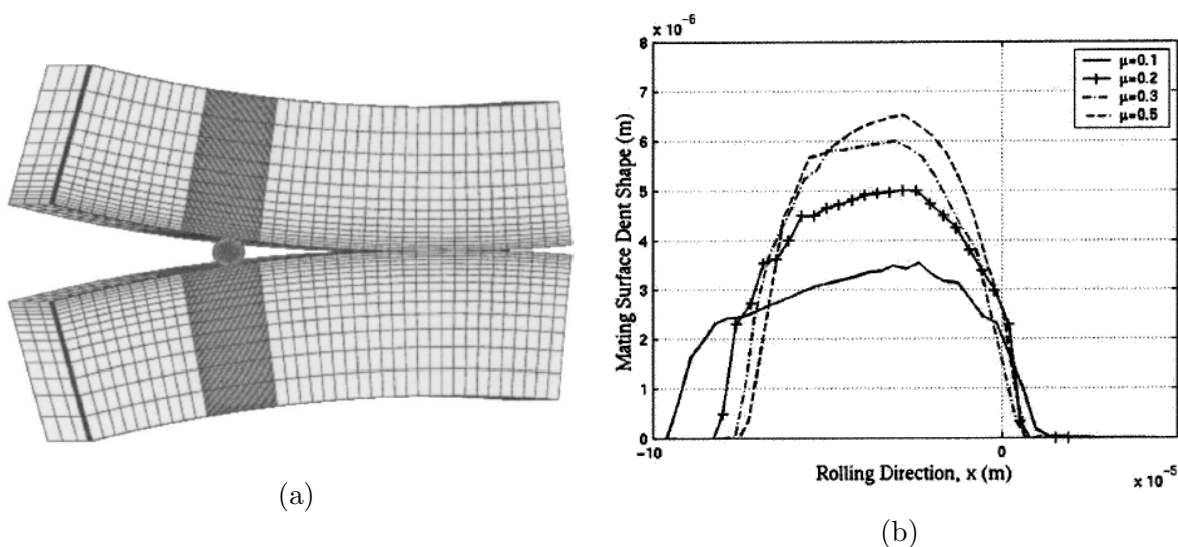 x 10⁻⁶
8
7
6
5
4
3
2
1
0
Mating Surface Dent Shape (m)
μ=0.1
μ=0.2
μ=0.3
μ=0.5
-10
0
Rolling Direction, x (m)
x 10⁻⁵
(a)
(b)